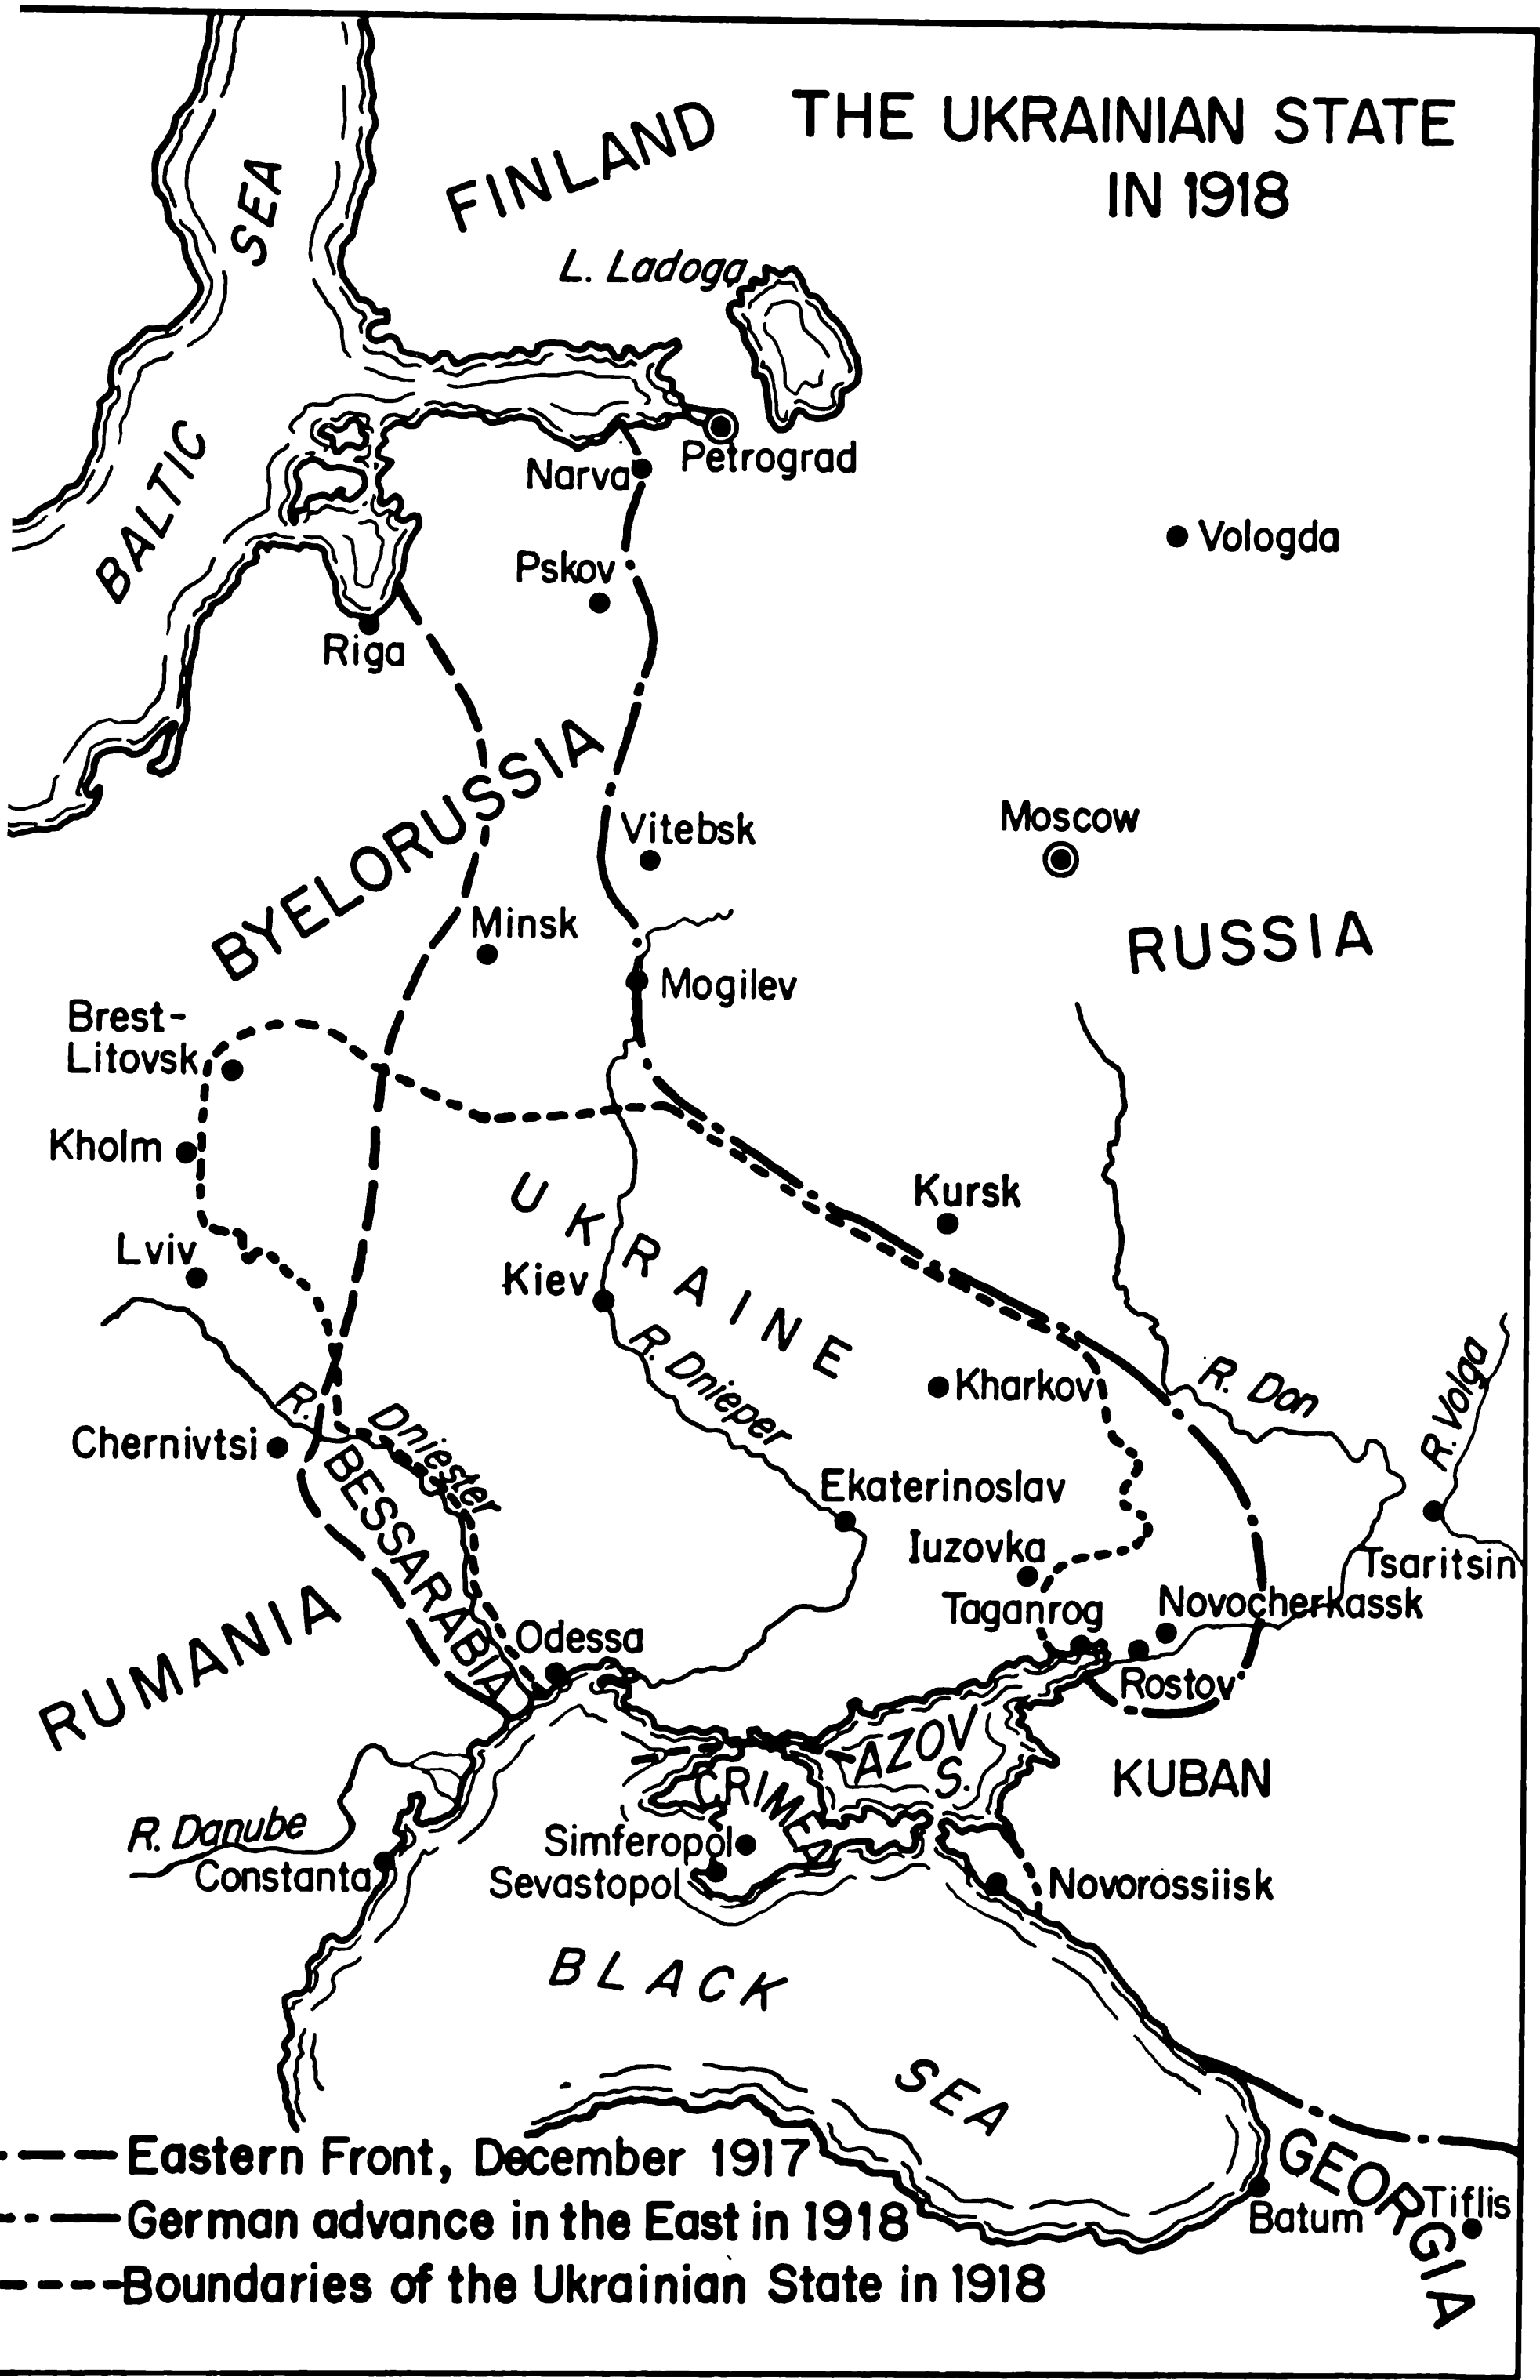 THE UKRAINIAN STATE
IN 1918
FINLAND
SEA
L. Ladoga
Petrograd
Narva
BALTIC
Vologda
Pskov
Riga
BYELORUSSIA
Vitebsk
Moscow
Minsk
RUSSIA
Mogilev
Brest-
Litovsk
Kholm
UKRAINE
Kursk
Lviv
Kiev
R. Dnieper
Kharkov
R. Don
R. Volga
R. Dniester
Chernivtsi
BESSARABIA
Ekaterinoslav
Iuzovka
Tsaritsin
Taganrog
Novocherkassk
RUMANIA
Odessa
Rostov
AZOV
S.
KUBAN
CRIMEA
R. Danube
Simferopol
Constanta
Sevastopol
Novorossiisk
BLACK
SEA
GEORGIA
Tiflis
Batum
Eastern Front, December 1917
German advance in the East in 1918
Boundaries of the Ukrainian State in 1918